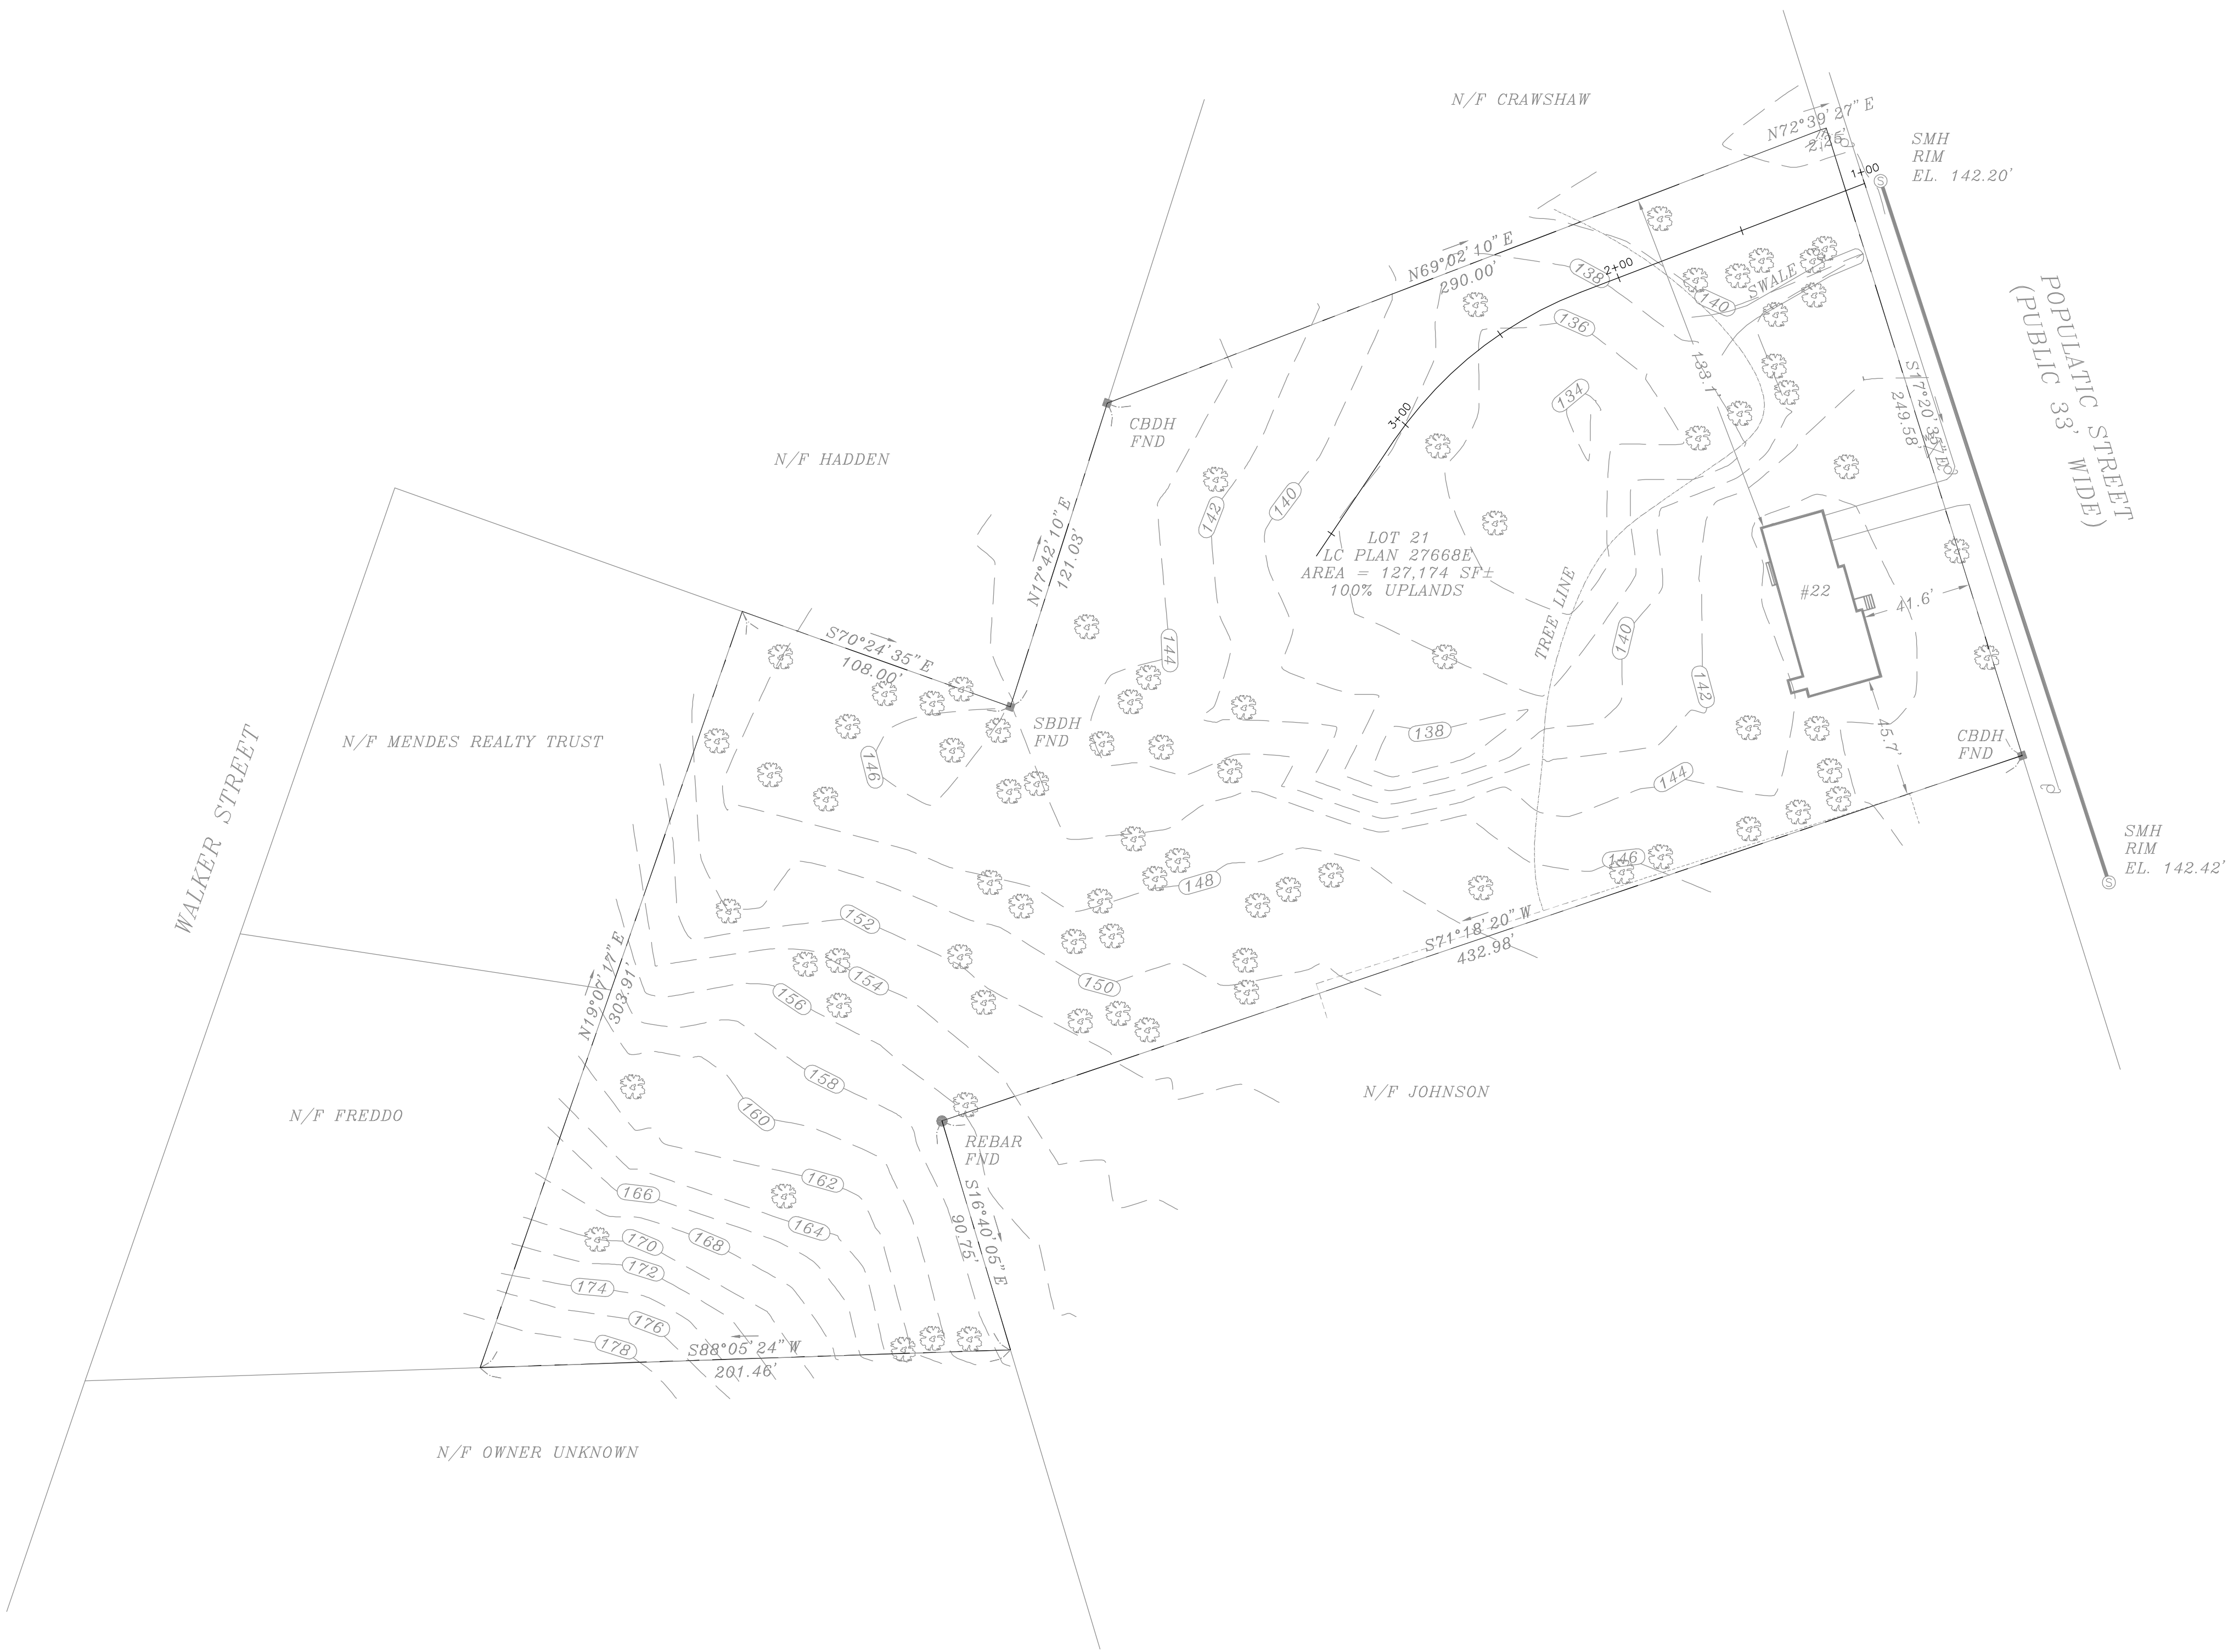 N/F CRAWSHAW
N72°39'27"E
2.25'
SMH
RIM
EL. 142.20'
1+00
N69°02'10"E
290.00'
138
2+00
140
SWALE
136
POPULATIC STREET
(PUBLIC 33' WIDE)
133.1'
134
S17°20'35"E
249.58'
3+00
CBDH
FND
N/F HADDEN
142
140
LOT 21
LC PLAN 27668E
AREA = 127,174 SF±
100% UPLANDS
N17°42'10"E
121.03'
TREE LINE
#22
41.6'
S70°24'35"E
108.00'
144
140
142
SBDH
FND
138
45.7'
CBDH
FND
WALKER STREET
N/F MENDES REALTY TRUST
146
144
SMH
RIM
EL. 142.42'
146
148
152
S71°18'20"W
432.98'
N19°07'17"E
303.91'
154
150
156
158
N/F JOHNSON
N/F FREDDO
160
REBAR
FND
162
166
S16°40'05"E
90.75'
164
170
168
172
174
176
178
S88°05'24"W
201.46'
N/F OWNER UNKNOWN